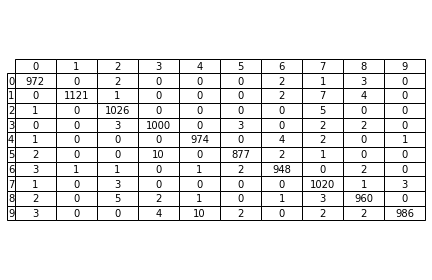 0 1 2 3 4 5 6 7 8 9
0 972 0 2 0 0 0 2 1 3 0
1 0 1121 1 0 0 0 2 7 4 0
2 1 0 1026 0 0 0 0 5 0 0
3 0 0 3 1000 0 3 0 2 2 0
4 1 0 0 0 974 0 4 2 0 1
5 2 0 0 10 0 877 2 1 0 0
6 3 1 1 0 1 2 948 0 2 0
7 1 0 3 0 0 0 0 1020 1 3
8 2 0 5 2 1 0 1 3 960 0
9 3 0 0 4 10 2 0 2 2 986